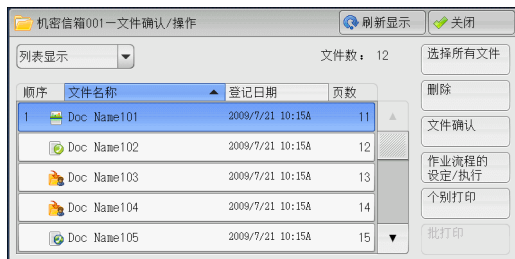 机密信箱001-文件确认/操作
刷新显示
关闭
列表显示
文件数： 12
选择所有文件
顺序 文件名称 登记日期 页数
删除
1 Doc Name101 2009/7/21 10:15A 11
文件确认
Doc Name102 2009/7/21 10:15A 12
作业流程的
设定/执行
Doc Name103 2009/7/21 10:15A 13
个别打印
Doc Name104 2009/7/21 10:15A 14
批打印
Doc Name105 2009/7/21 10:15A 15